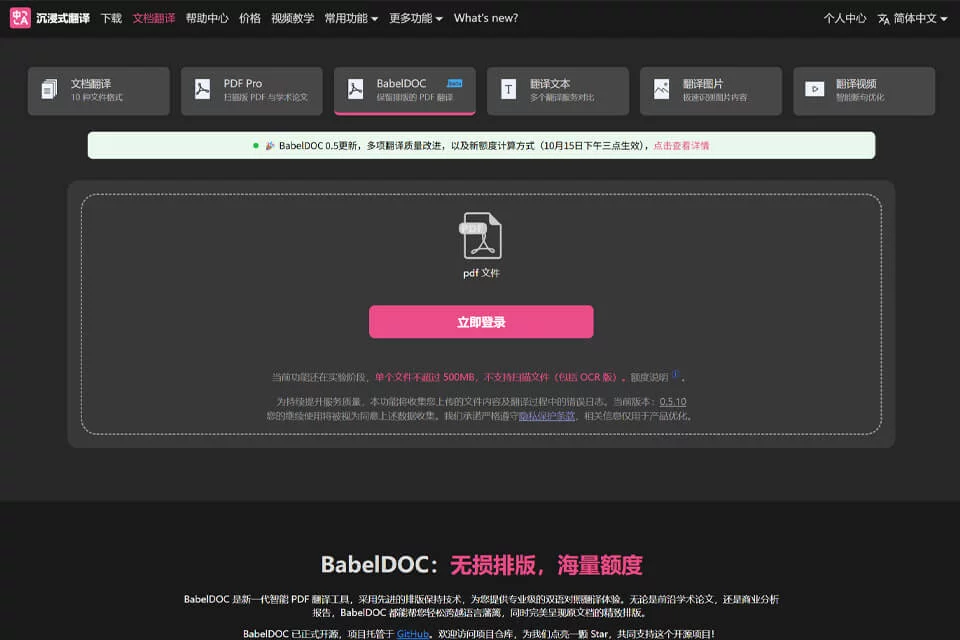 沉浸式翻译 下载 文档翻译 帮助中心 价格 视频教学 常用功能 更多功能 What's new? 个人中心 简体中文
文档翻译
10 种文件格式
PDF Pro
扫描版 PDF 与学术论文
BabelDOC beta
保留排版的 PDF 翻译
翻译文本
多个翻译服务对比
翻译图片
极速识别图片内容
翻译视频
智能断句优化
🎉 BabelDOC 0.5更新，多项翻译质量改进，以及新额度计算方式（10月15日下午三点生效），点击查看详情
PDF
pdf 文件
立即登录
当前功能还在实验阶段，单个文件不超过 500MB，不支持扫描文件（包括 OCR 版）。额度说明 。
为持续提升服务质量，本功能将收集您上传的文件内容及翻译过程中的错误日志。当前版本：0.5.10
您的继续使用将被视为同意上述数据收集。我们承诺严格遵守隐私保护条款，相关信息仅用于产品优化。
BabelDOC：无损排版，海量额度
BabelDOC 是新一代智能 PDF 翻译工具，采用先进的排版保持技术，为您提供专业级的双语对照翻译体验。无论是前沿学术论文，还是商业分析
报告，BabelDOC 都能帮您轻松跨越语言藩篱，同时完美呈现原文档的精致排版。
BabelDOC 已正式开源，项目托管于 GitHub。欢迎访问项目仓库，为我们点亮一颗 Star，共同支持这个开源项目！